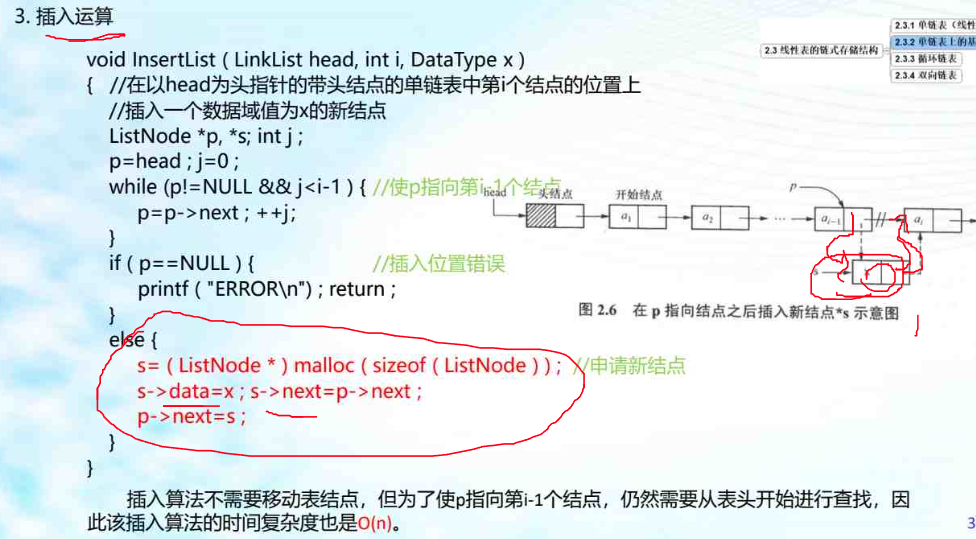 3. 插入运算
2.3 线性表的链式存储结构
2.3.1 单链表（线性
2.3.2 单链表上的基
2.3.3 循环链表
2.3.4 双向链表
void InsertList ( LinkList head, int i, DataType x )
{ //在以head为头指针的带头结点的单链表中第i个结点的位置上
//插入一个数据域值为x的新结点
ListNode *p, *s; int j ;
p=head ; j=0 ;
while (p!=NULL && j<i-1 ) { //使p指向第i-1个结点
p=p->next ; ++j;
}
if ( p==NULL ) { //插入位置错误
printf ( "ERROR\n") ; return ;
}
else {
s= ( ListNode * ) malloc ( sizeof ( ListNode ) ) ; //申请新结点
s->data=x ; s->next=p->next ;
p->next=s ;
}
}
head 头结点 开始结点 p
a1 a2 … ai-1 ai
s x
图 2.6 在 p 指向结点之后插入新结点*s 示意图
插入算法不需要移动表结点，但为了使p指向第i-1个结点，仍然需要从表头开始进行查找，因
此该插入算法的时间复杂度也是O(n)。
3